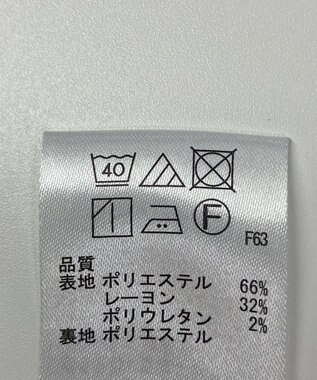 40
F
F63
品質
表地 ポリエステル 66%
レーヨン 32%
ポリウレタン 2%
裏地 ポリエステル